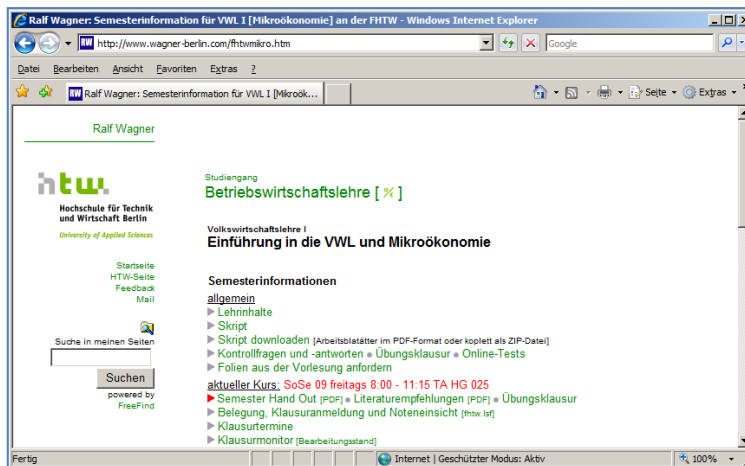 Ralf Wagner: Semesterinformation für VWL I [Mikroökonomie] an der FHTW - Windows Internet Explorer
RW http://www.wagner-berlin.com/fhtwmikro.htm
Google
Datei Bearbeiten Ansicht Favoriten Extras ?
RW Ralf Wagner: Semesterinformation für VWL I [Mikroök...
Seite Extras
Ralf Wagner
htw.
Hochschule für Technik
und Wirtschaft Berlin
University of Applied Sciences
Startseite
HTW-Seite
Feedback
Mail
Suche in meinen Seiten
Suchen
powered by
FreeFind
Studiengang
Betriebswirtschaftslehre [ ]
Volkswirtschaftslehre I
Einführung in die VWL und Mikroökonomie
Semesterinformationen
allgemein
Lehrinhalte
Skript
Skript downloaden [Arbeitsblätter im PDF-Format oder koplett als ZIP-Datei]
Kontrollfragen und -antworten Übungsklausur Online-Tests
Folien aus der Vorlesung anfordern
aktueller Kurs: SoSe 09 freitags 8:00 - 11:15 TA HG 025
Semester Hand Out [PDF] Literaturempfehlungen [PDF] Übungsklausur
Belegung, Klausuranmeldung und Noteneinsicht [fhtw.lsf]
Klausurtermine
Klausurmonitor [Bearbeitungsstand]
Fertig
Internet | Geschützter Modus: Aktiv
100%